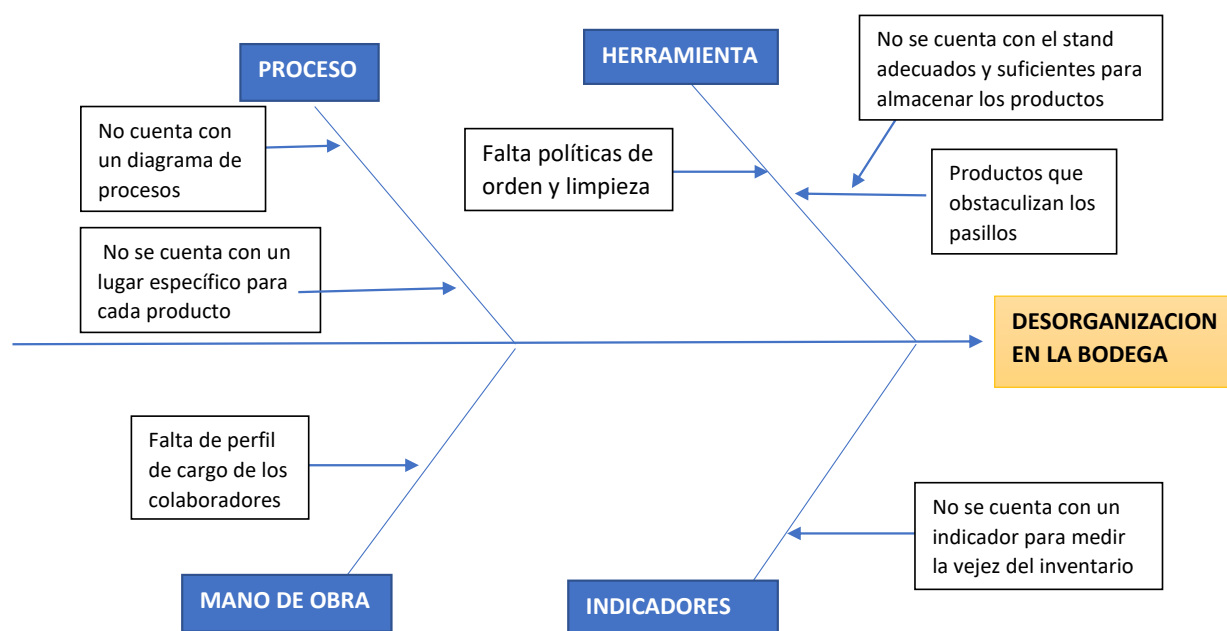 PROCESO
HERRAMIENTA
No se cuenta con el stand
adecuados y suficientes para
almacenar los productos
No cuenta con
un diagrama de
procesos
Falta políticas de
orden y limpieza
Productos que
obstaculizan los
pasillos
No se cuenta con un
lugar específico para
cada producto
DESORGANIZACION
EN LA BODEGA
Falta de perfil
de cargo de los
colaboradores
No se cuenta con un
indicador para medir
la vejez del inventario
MANO DE OBRA
INDICADORES